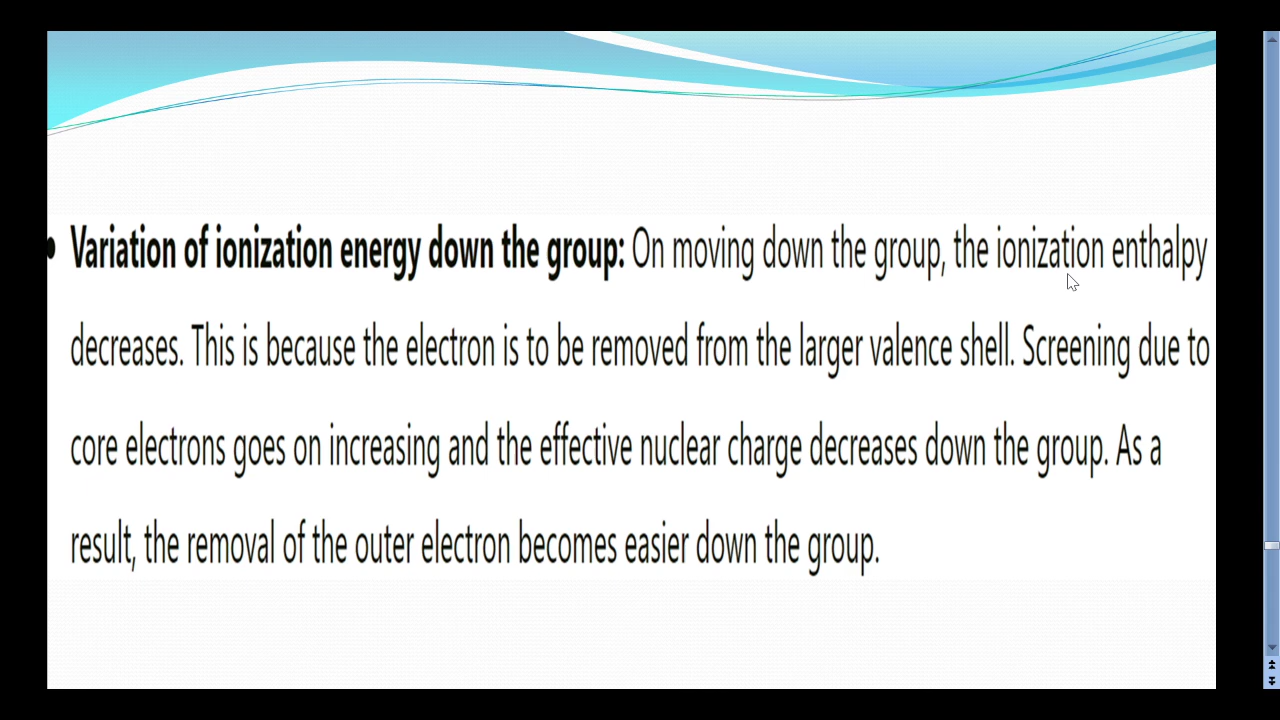 • Variation of ionization energy down the group: On moving down the group, the ionization enthalpy
decreases. This is because the electron is to be removed from the larger valence shell. Screening due to
core electrons goes on increasing and the effective nuclear charge decreases down the group. As a
result, the removal of the outer electron becomes easier down the group.